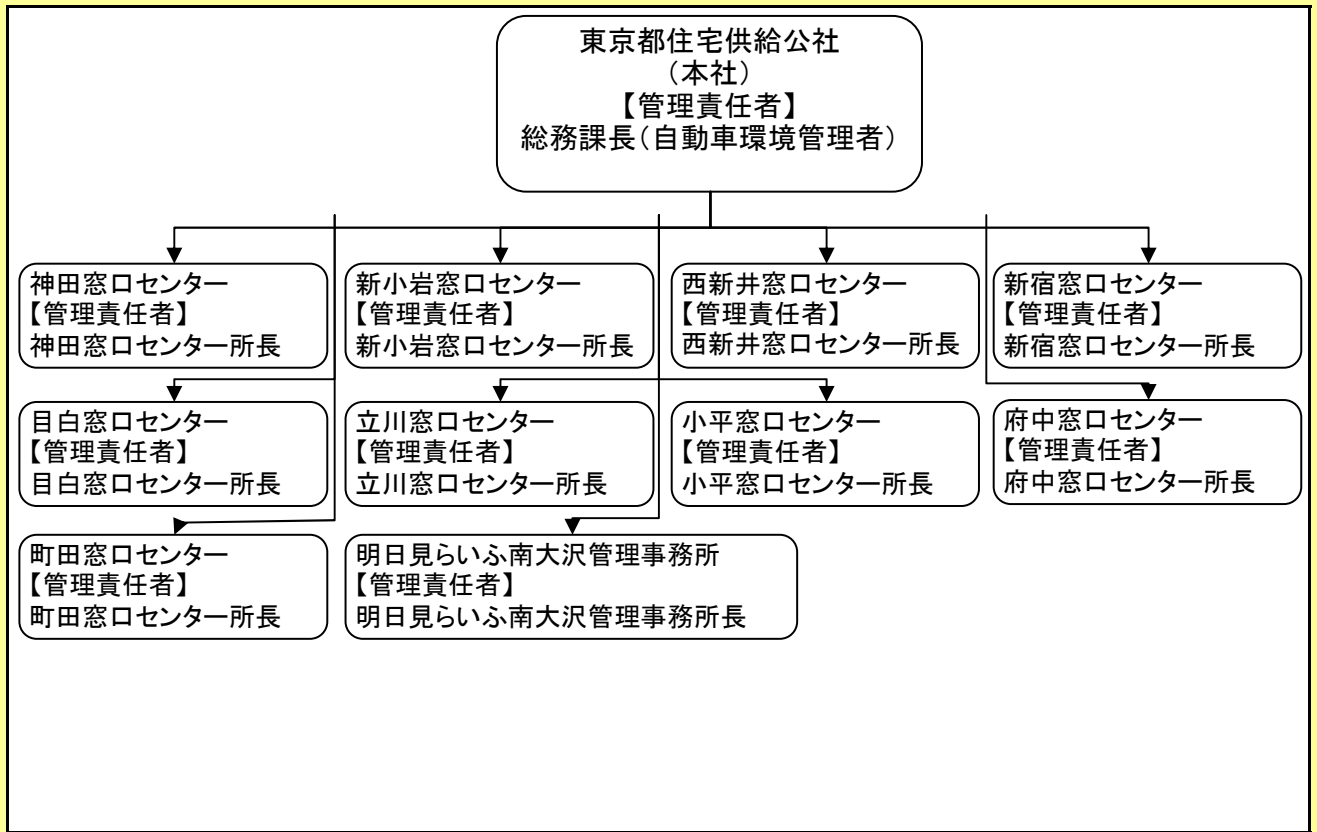 東京都住宅供給公社
（本社）
【管理責任者】
総務課長（自動車環境管理者）
神田窓口センター
【管理責任者】
神田窓口センター所長
新小岩窓口センター
【管理責任者】
新小岩窓口センター所長
西新井窓口センター
【管理責任者】
西新井窓口センター所長
新宿窓口センター
【管理責任者】
新宿窓口センター所長
目白窓口センター
【管理責任者】
目白窓口センター所長
立川窓口センター
【管理責任者】
立川窓口センター所長
小平窓口センター
【管理責任者】
小平窓口センター所長
府中窓口センター
【管理責任者】
府中窓口センター所長
町田窓口センター
【管理責任者】
町田窓口センター所長
明日見らいふ南大沢管理事務所
【管理責任者】
明日見らいふ南大沢管理事務所長